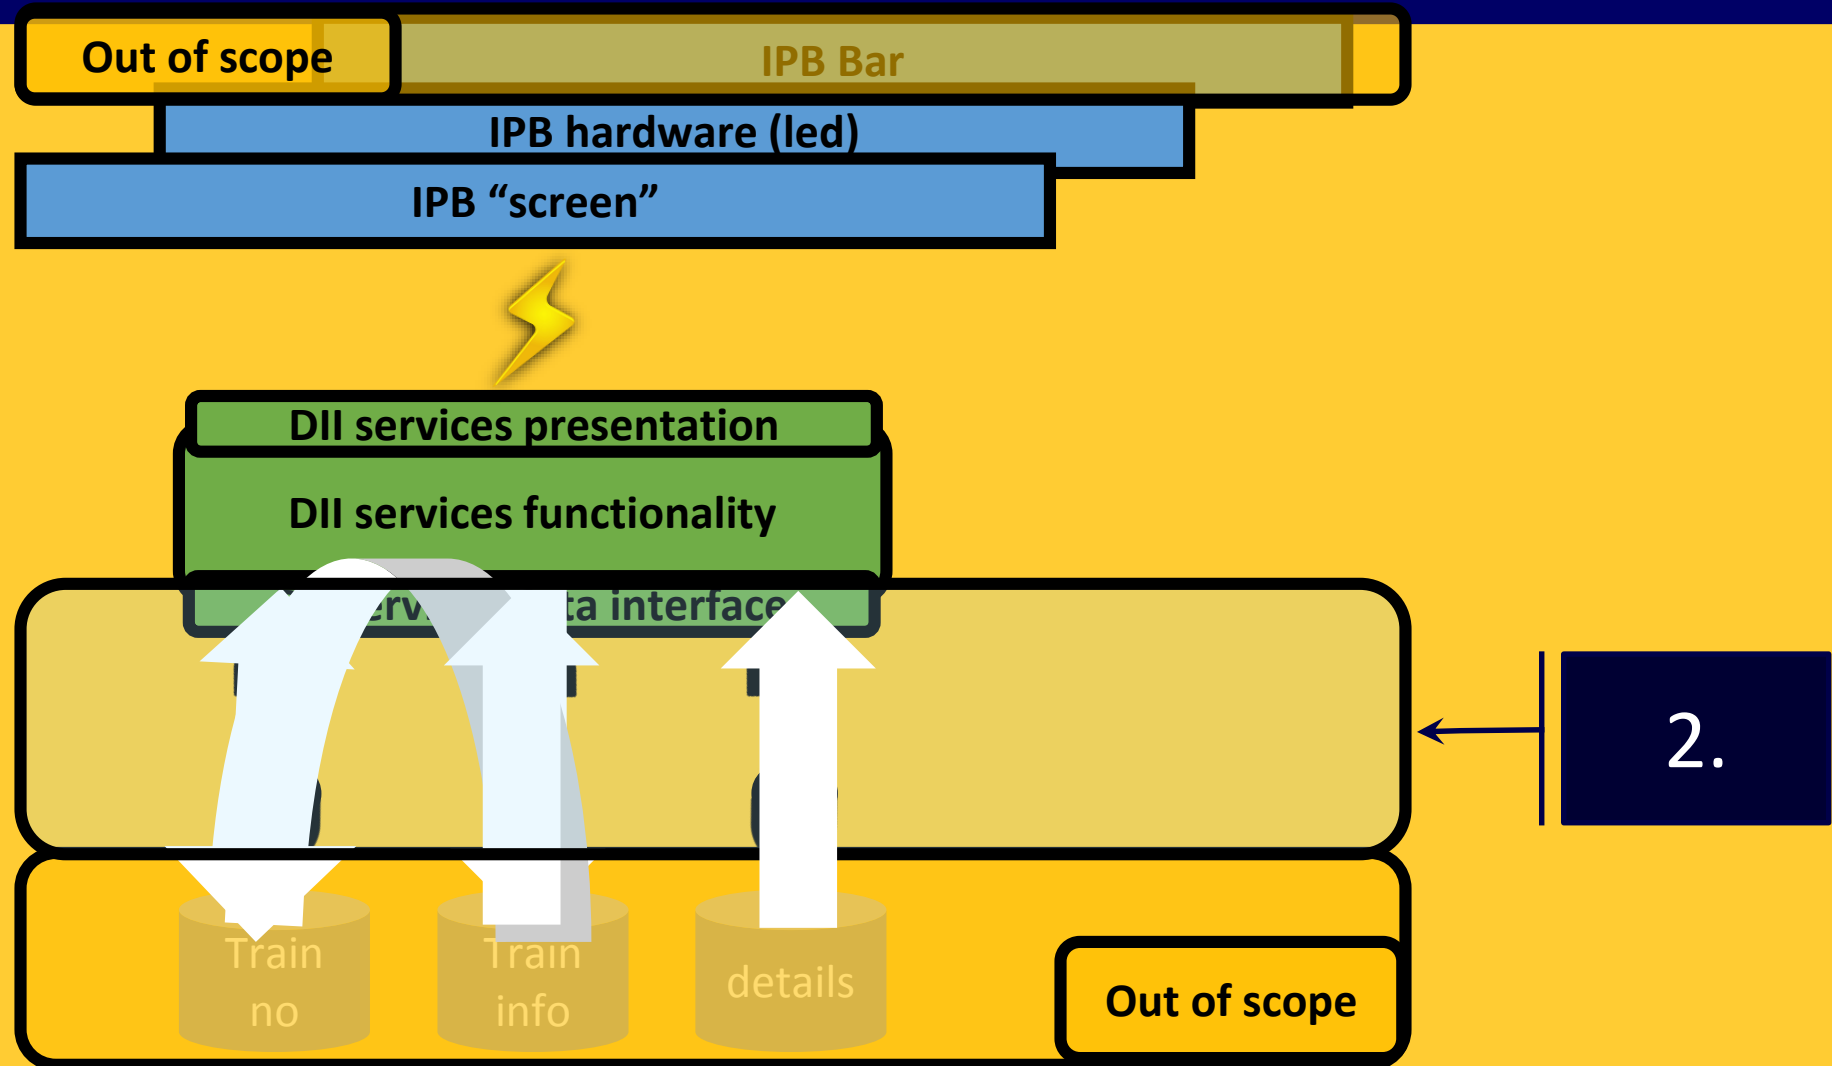 Out of scope
IPB Bar
IPB hardware (led)
IPB “screen”
DII services presentation
DII services functionality
interface
2.
Train
no
Train
info
details
Out of scope